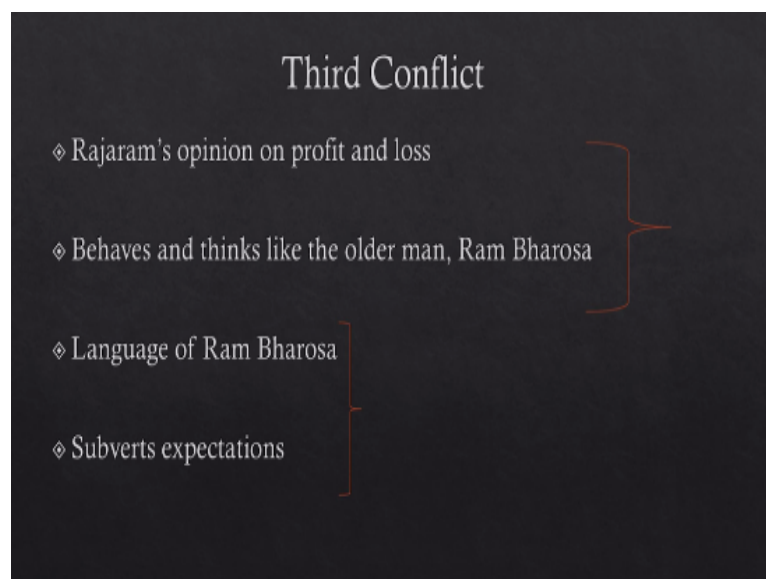 Third Conflict
Rajaram's opinion on profit and loss
Behaves and thinks like the older man, Ram Bharosa
Language of Ram Bharosa
Subverts expectations